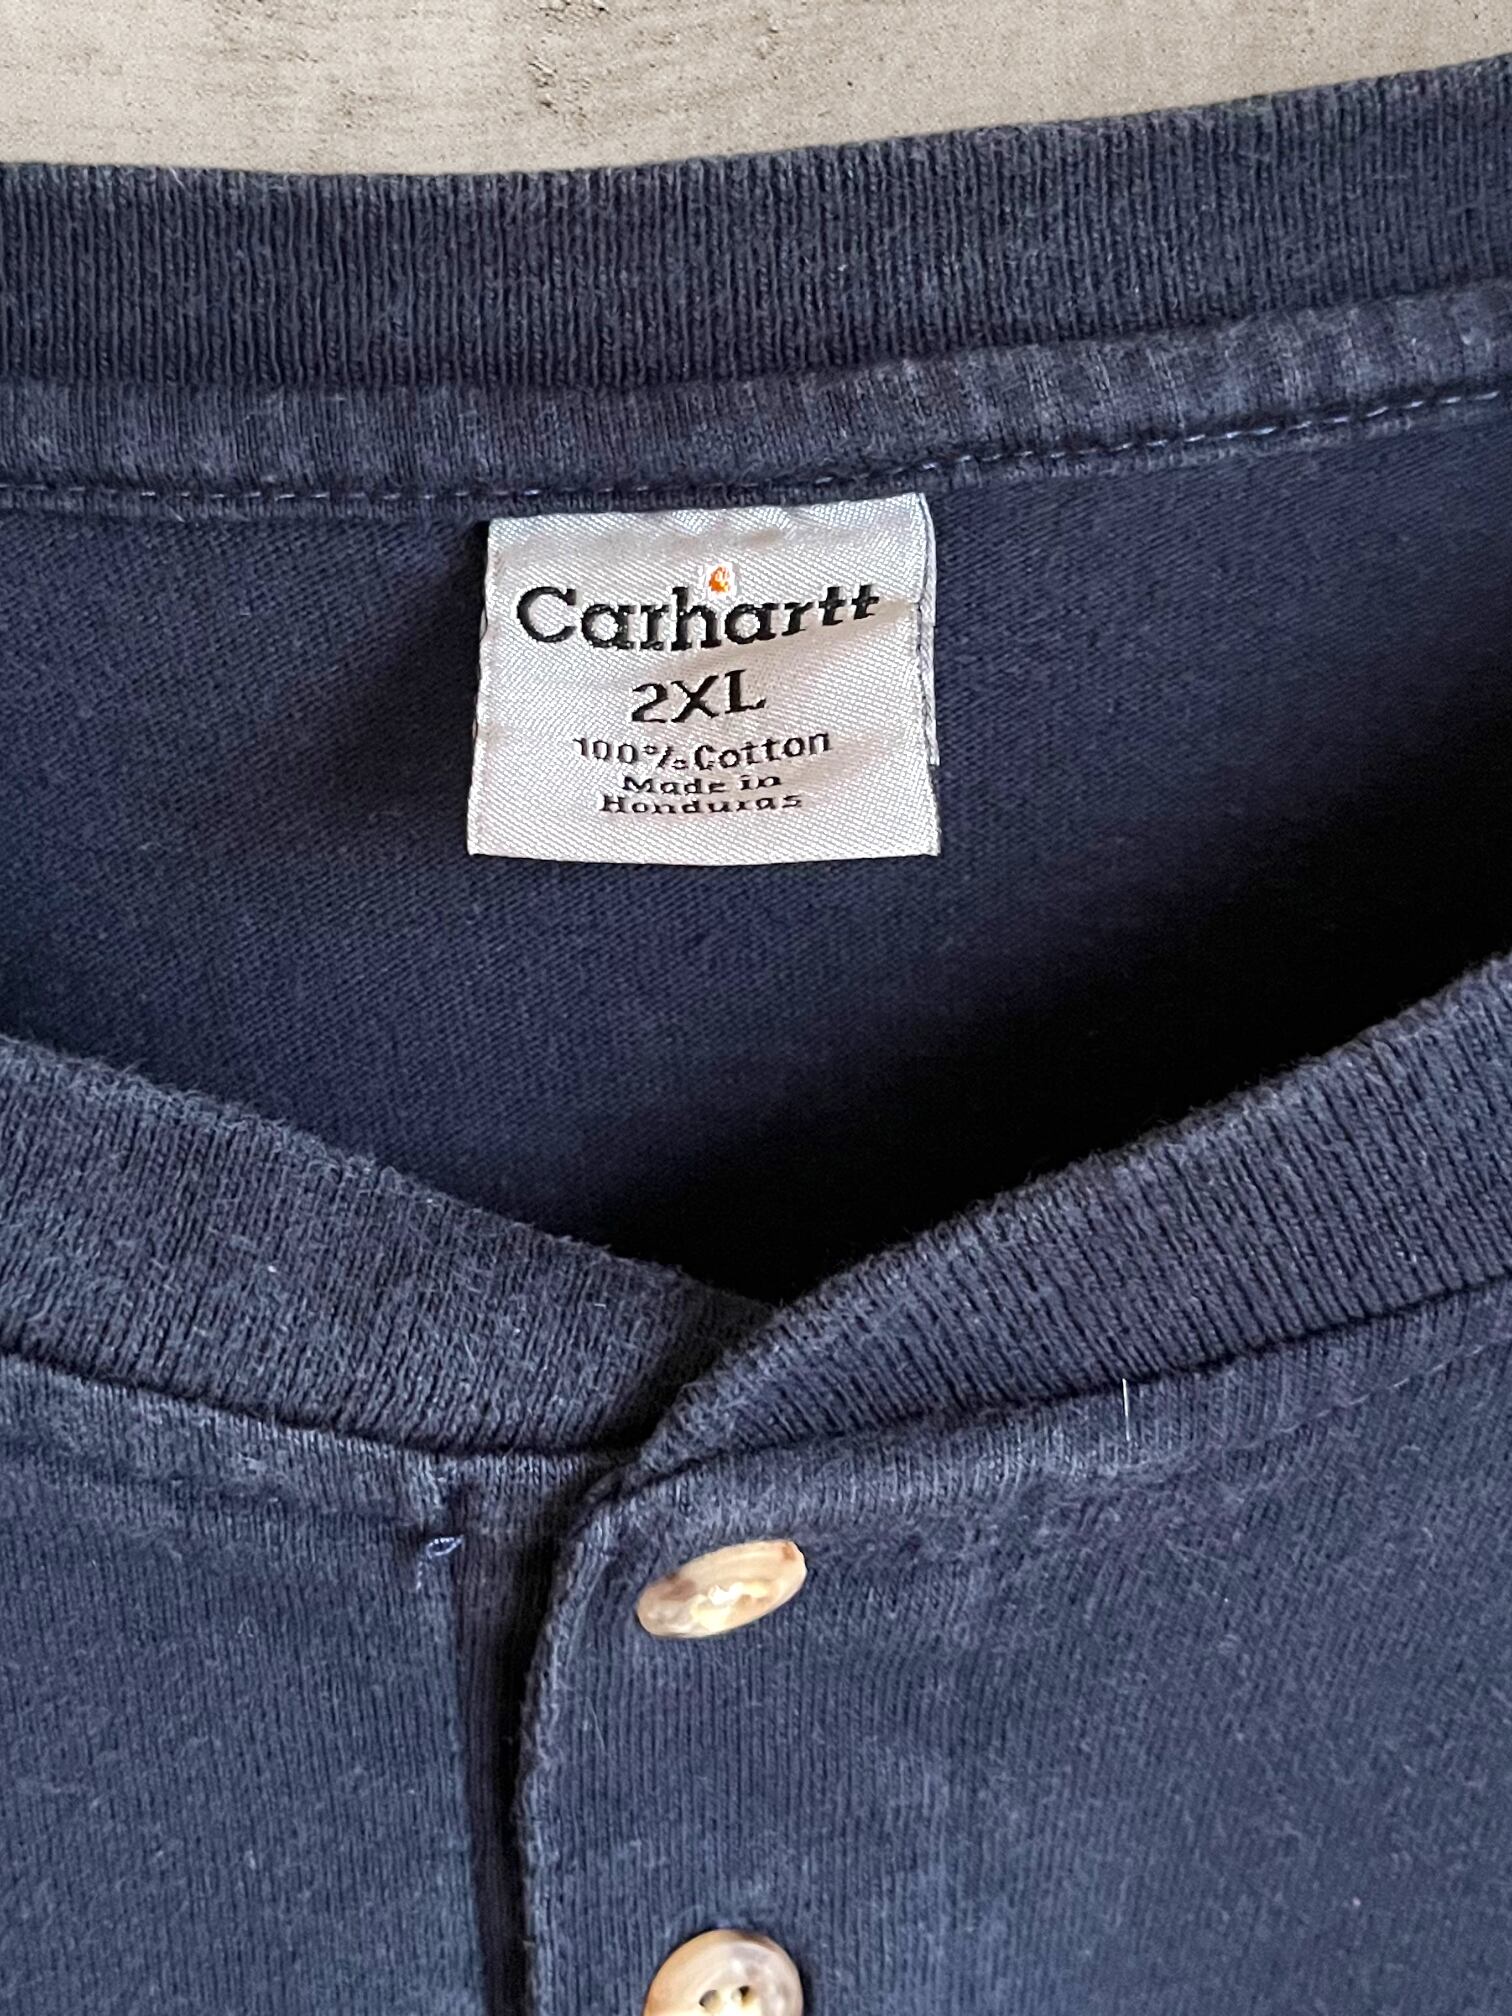 Carhartt
2XL
100% Cotton
Made in
Honduras